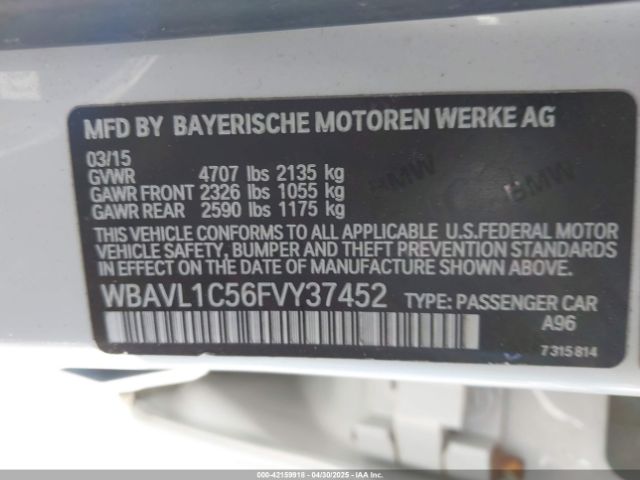 MFD BY BAYERISCHE MOTOREN WERKE AG
03/15
GVWR 4707 lbs 2135 kg
GAWR FRONT 2326 lbs 1055 kg
GAWR REAR 2590 lbs 1175 kg
BMW BMW
THIS VEHICLE CONFORMS TO ALL APPLICABLE U.S.FEDERAL MOTOR
VEHICLE SAFETY, BUMPER AND THEFT PREVENTION STANDARDS
IN EFFECT ON THE DATE OF MANUFACTURE SHOWN ABOVE.
WBAVL1C56FVY37452 TYPE: PASSENGER CAR
A96
7315814
000-42159918 - 04/30/2025 - IAA, Inc.